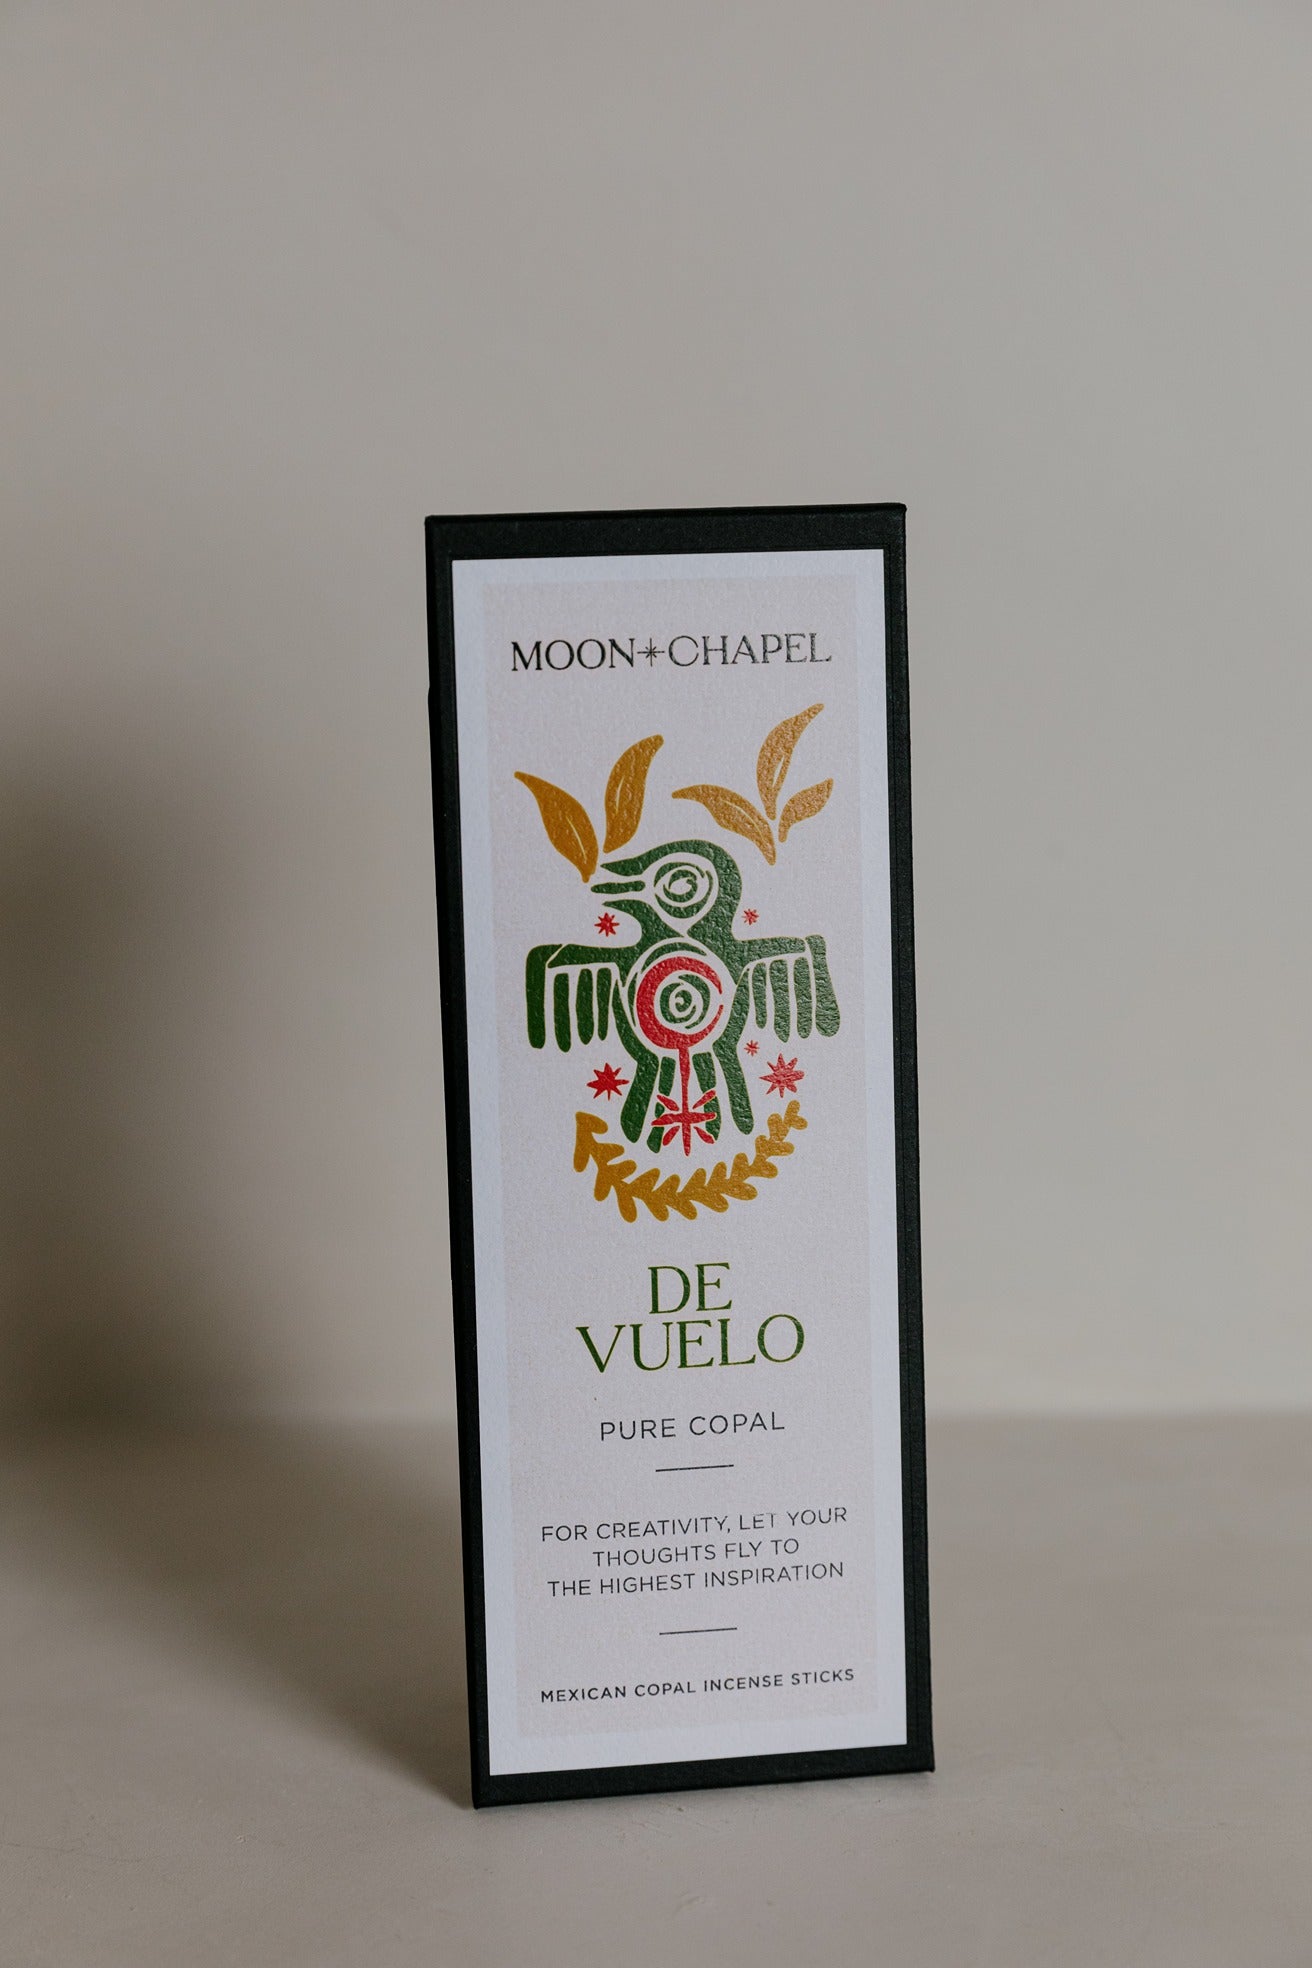 MOON+CHAPEL
DE
VUELO
PURE COPAL
FOR CREATIVITY, LET YOUR
THOUGHTS FLY TO
THE HIGHEST INSPIRATION
MEXICAN COPAL INCENSE STICKS